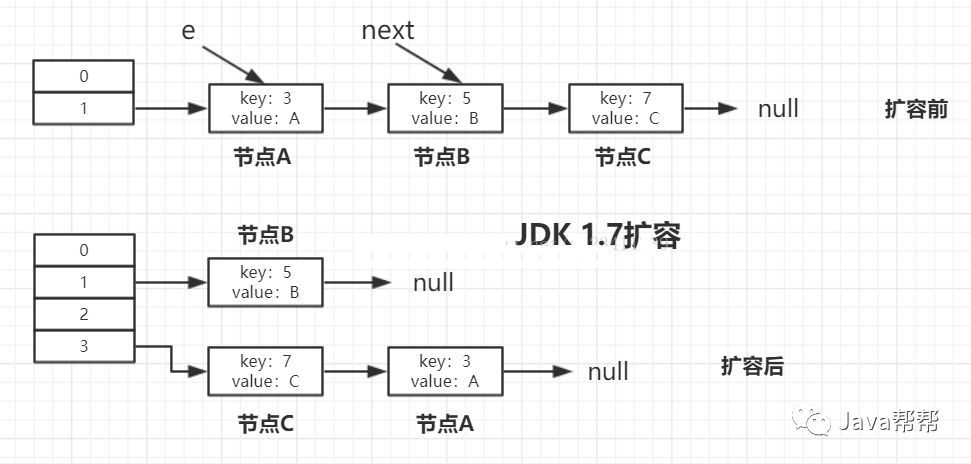 e
next
0
1
key: 3
value: A
key: 5
value: B
key: 7
value: C
null
扩容前
节点A
节点B
节点C
JDK 1.7扩容
节点B
0
1
2
3
key: 5
value: B
null
key: 7
value: C
key: 3
value: A
null
扩容后
节点C
节点A
Java帮帮